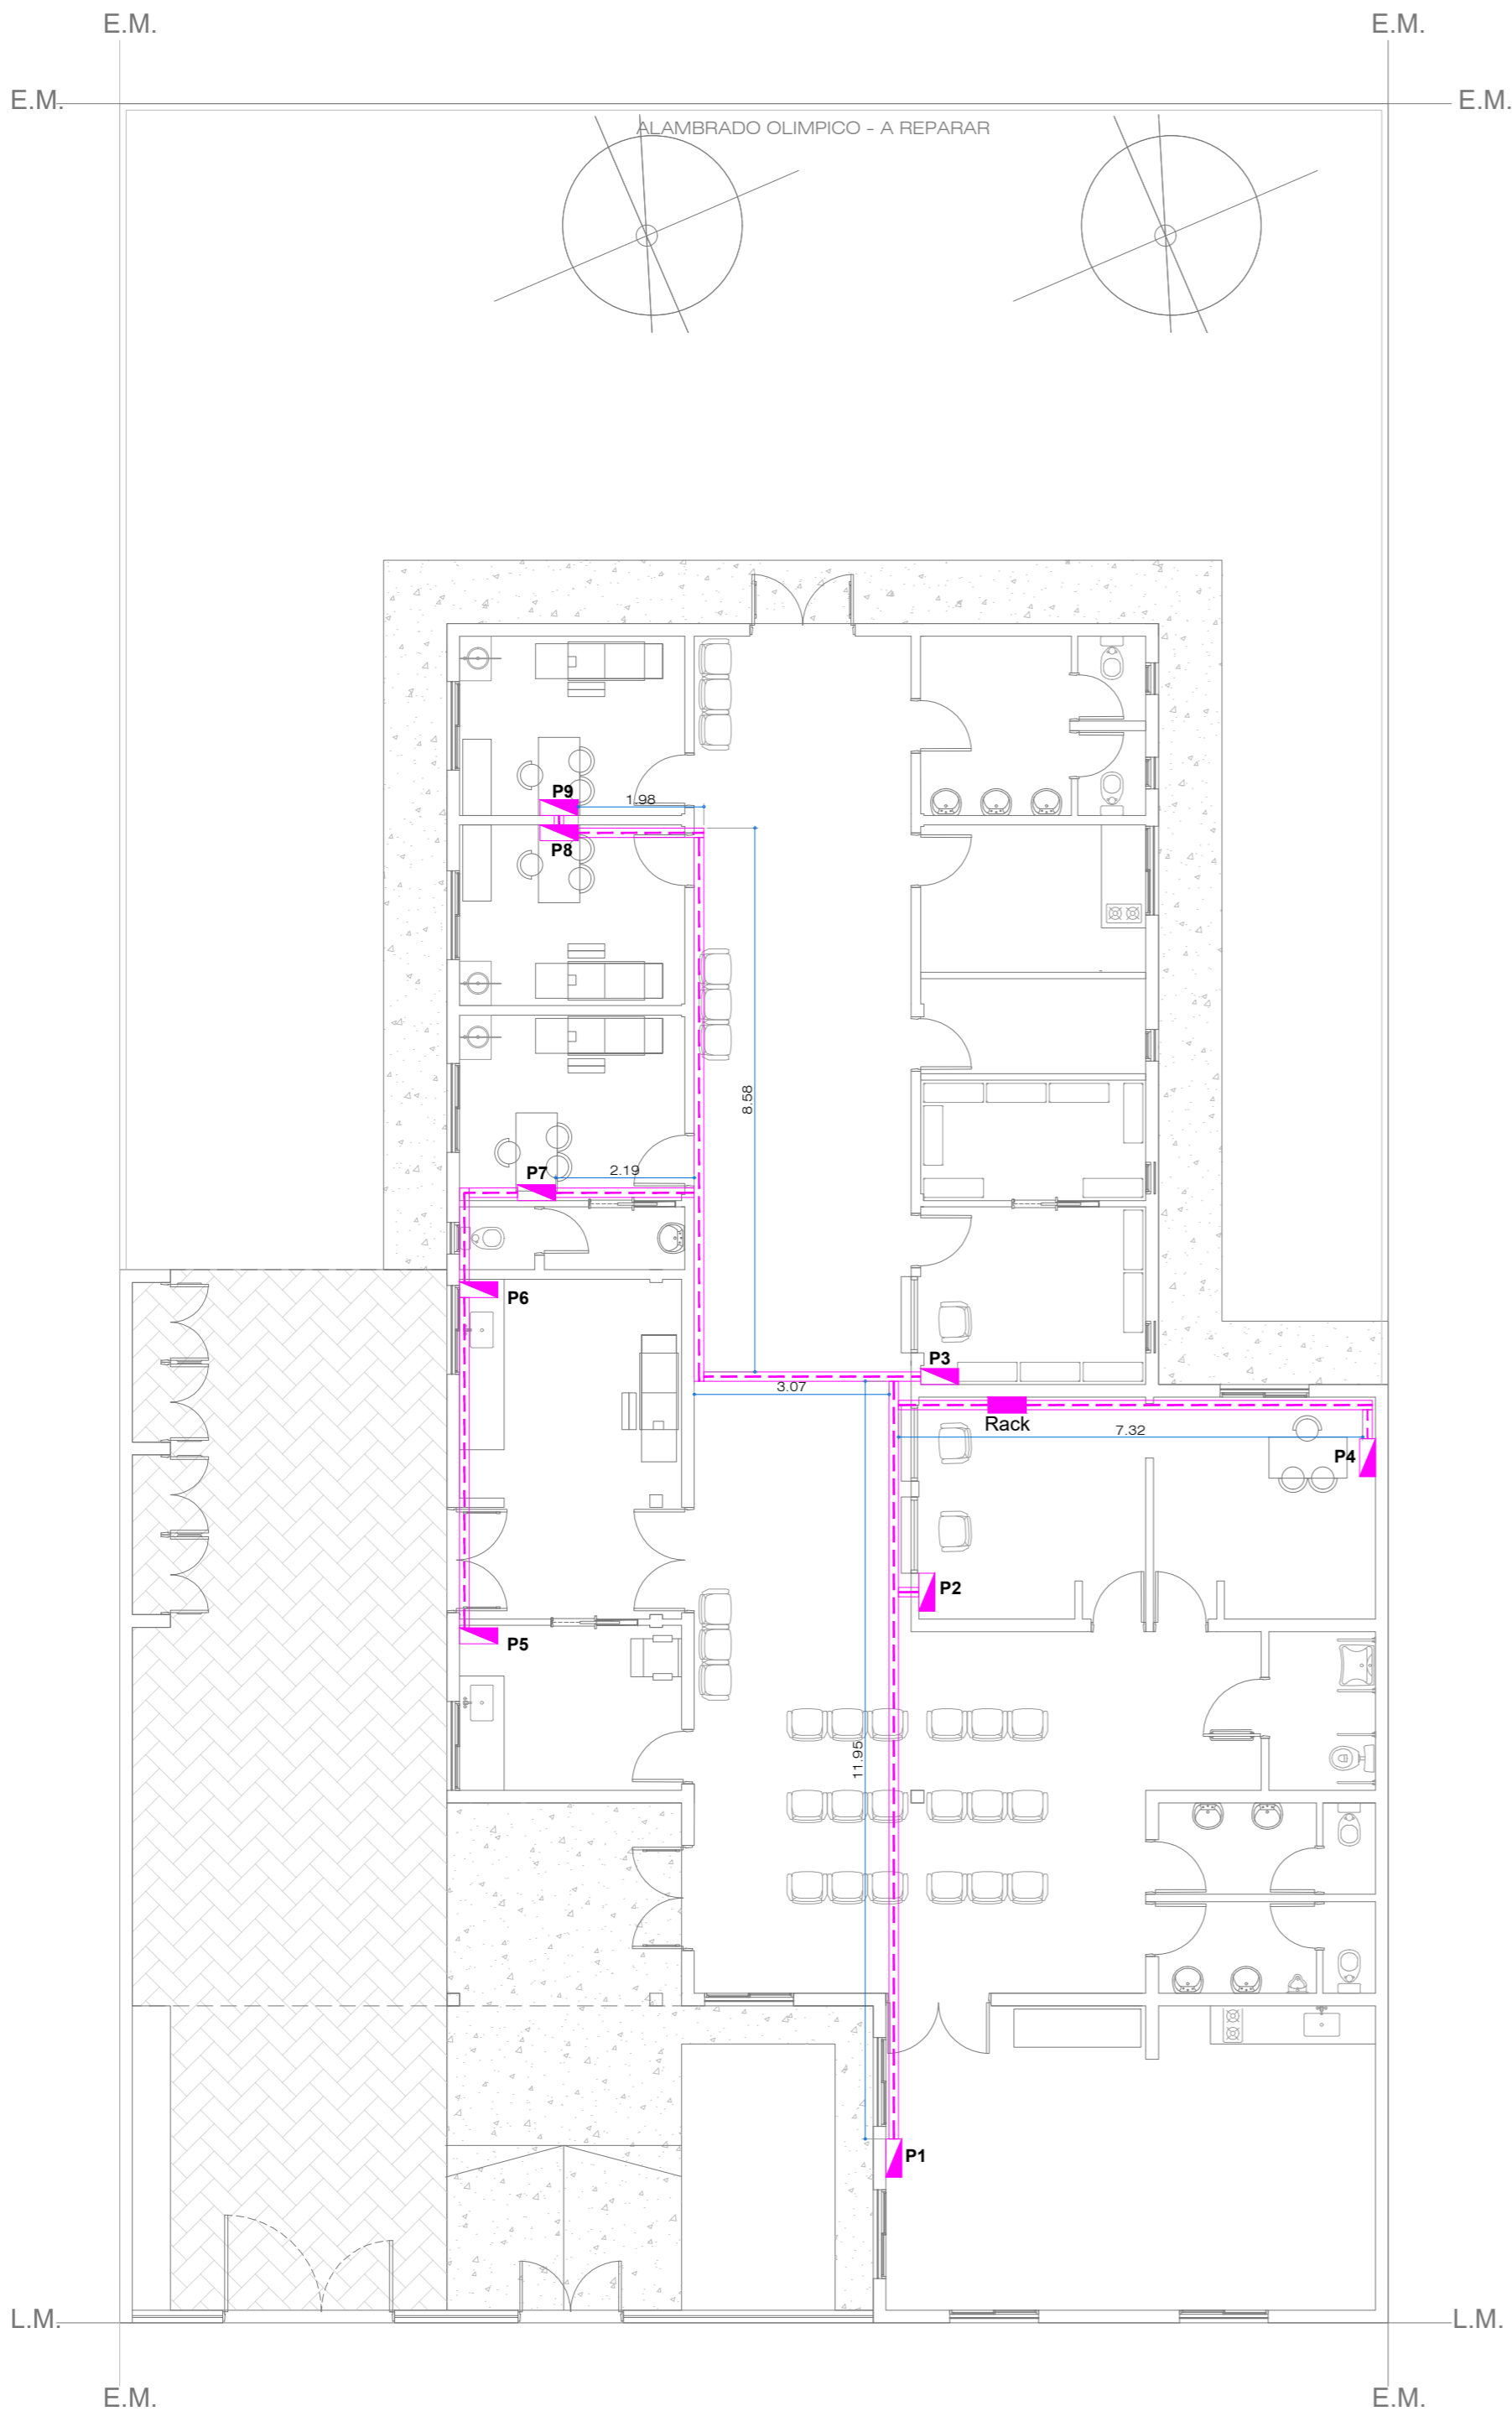 E.M. E.M.
E.M. E.M.
ALAMBRADO OLIMPICO - A REPARAR
P9
1.98
P8
8.58
P7
2.19
P6
P3
3.07
Rack
7.32
P4
P2
P5
11.95
P1
L.M. L.M.
E.M. E.M.